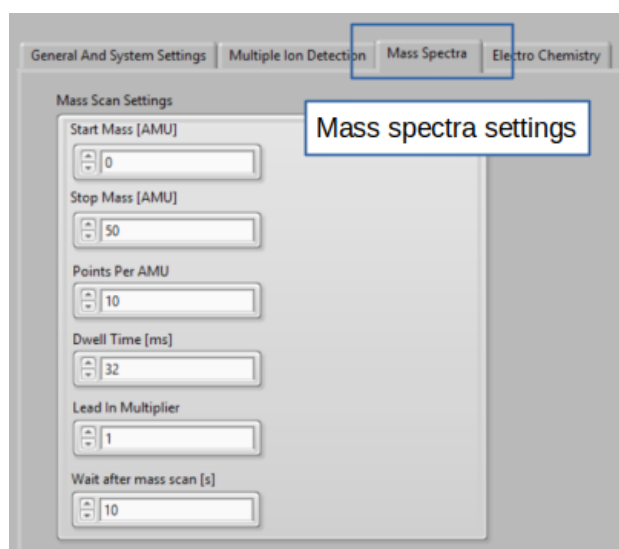 General And System Settings
Multiple Ion Detection
Mass Spectra
Electro Chemistry
Mass Scan Settings
Mass spectra settings
Start Mass [AMU]
0
Stop Mass [AMU]
50
Points Per AMU
10
Dwell Time [ms]
32
Lead In Multiplier
1
Wait after mass scan [s]
10